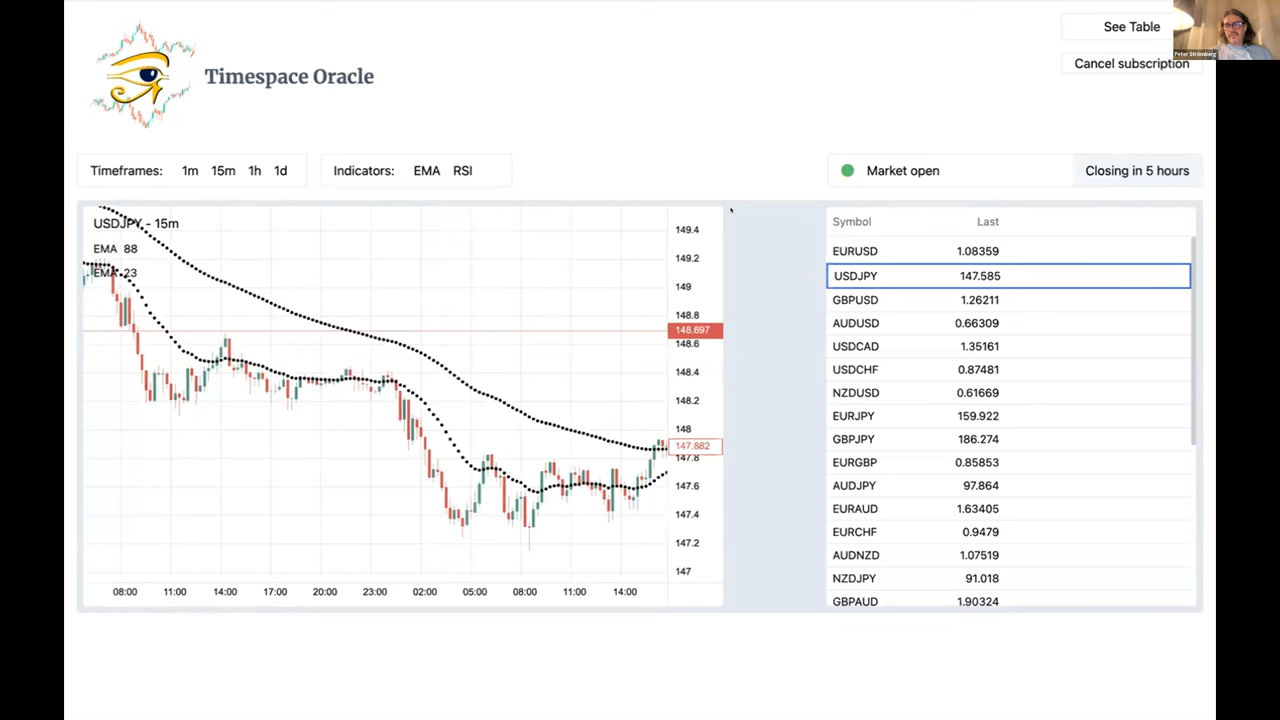 See Table
Peter Strömberg
Cancel subscription
Timespace Oracle
Timeframes: 1m 15m 1h 1d
Indicators: EMA RSI
Market open
Closing in 5 hours
USDJPY - 15m
EMA 88
EMA 23
149.4
149.2
149
148.8
148.697
148.6
148.4
148.2
148
147.882
147.8
147.6
147.4
147.2
147
08:00 11:00 14:00 17:00 20:00 23:00 02:00 05:00 08:00 11:00 14:00
Symbol Last
EURUSD 1.08359
USDJPY 147.585
GBPUSD 1.26211
AUDUSD 0.66309
USDCAD 1.35161
USDCHF 0.87481
NZDUSD 0.61669
EURJPY 159.922
GBPJPY 186.274
EURGBP 0.85853
AUDJPY 97.864
EURAUD 1.63405
EURCHF 0.9479
AUDNZD 1.07519
NZDJPY 91.018
GBPAUD 1.90324